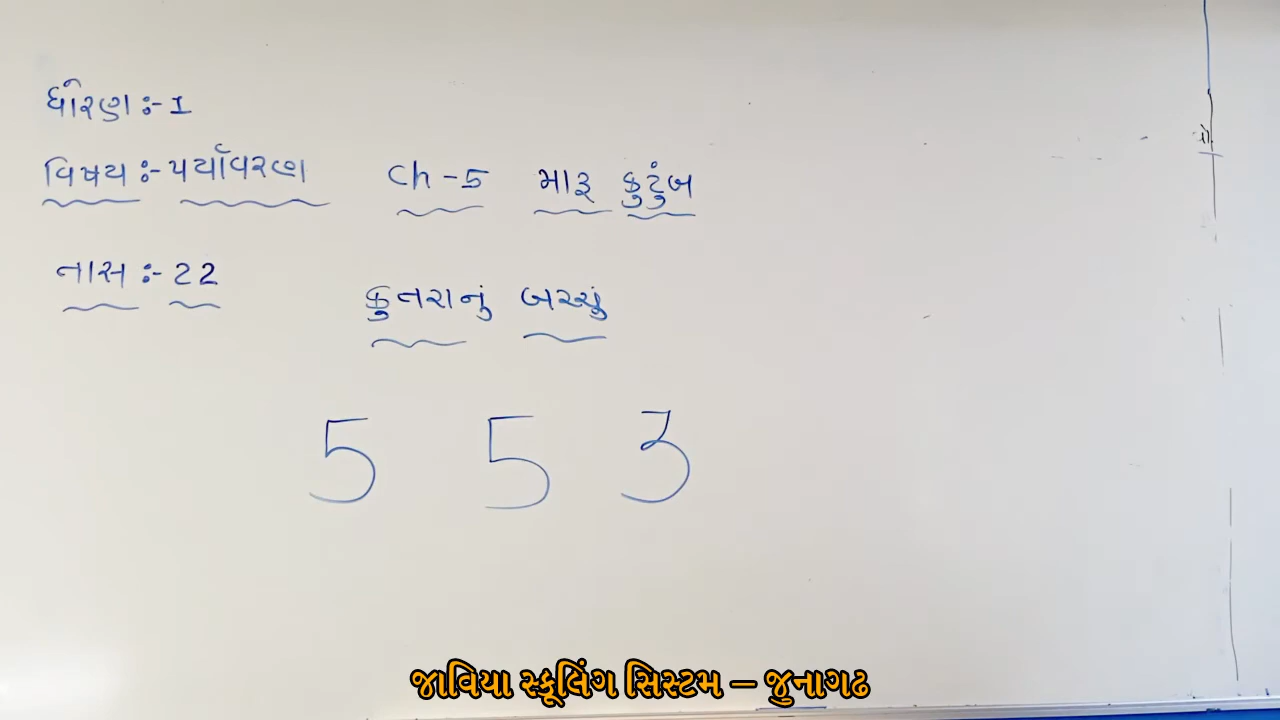 ધોરણ :- 1
વિષય :- પર્યાવરણ Ch - 5 મારૂ કુટુંબ
તાસ :- 22
કુતરાનું બચ્ચું
5 5 3
જાવિયા સ્કૂલિંગ સિસ્ટમ – જુનાગઢ